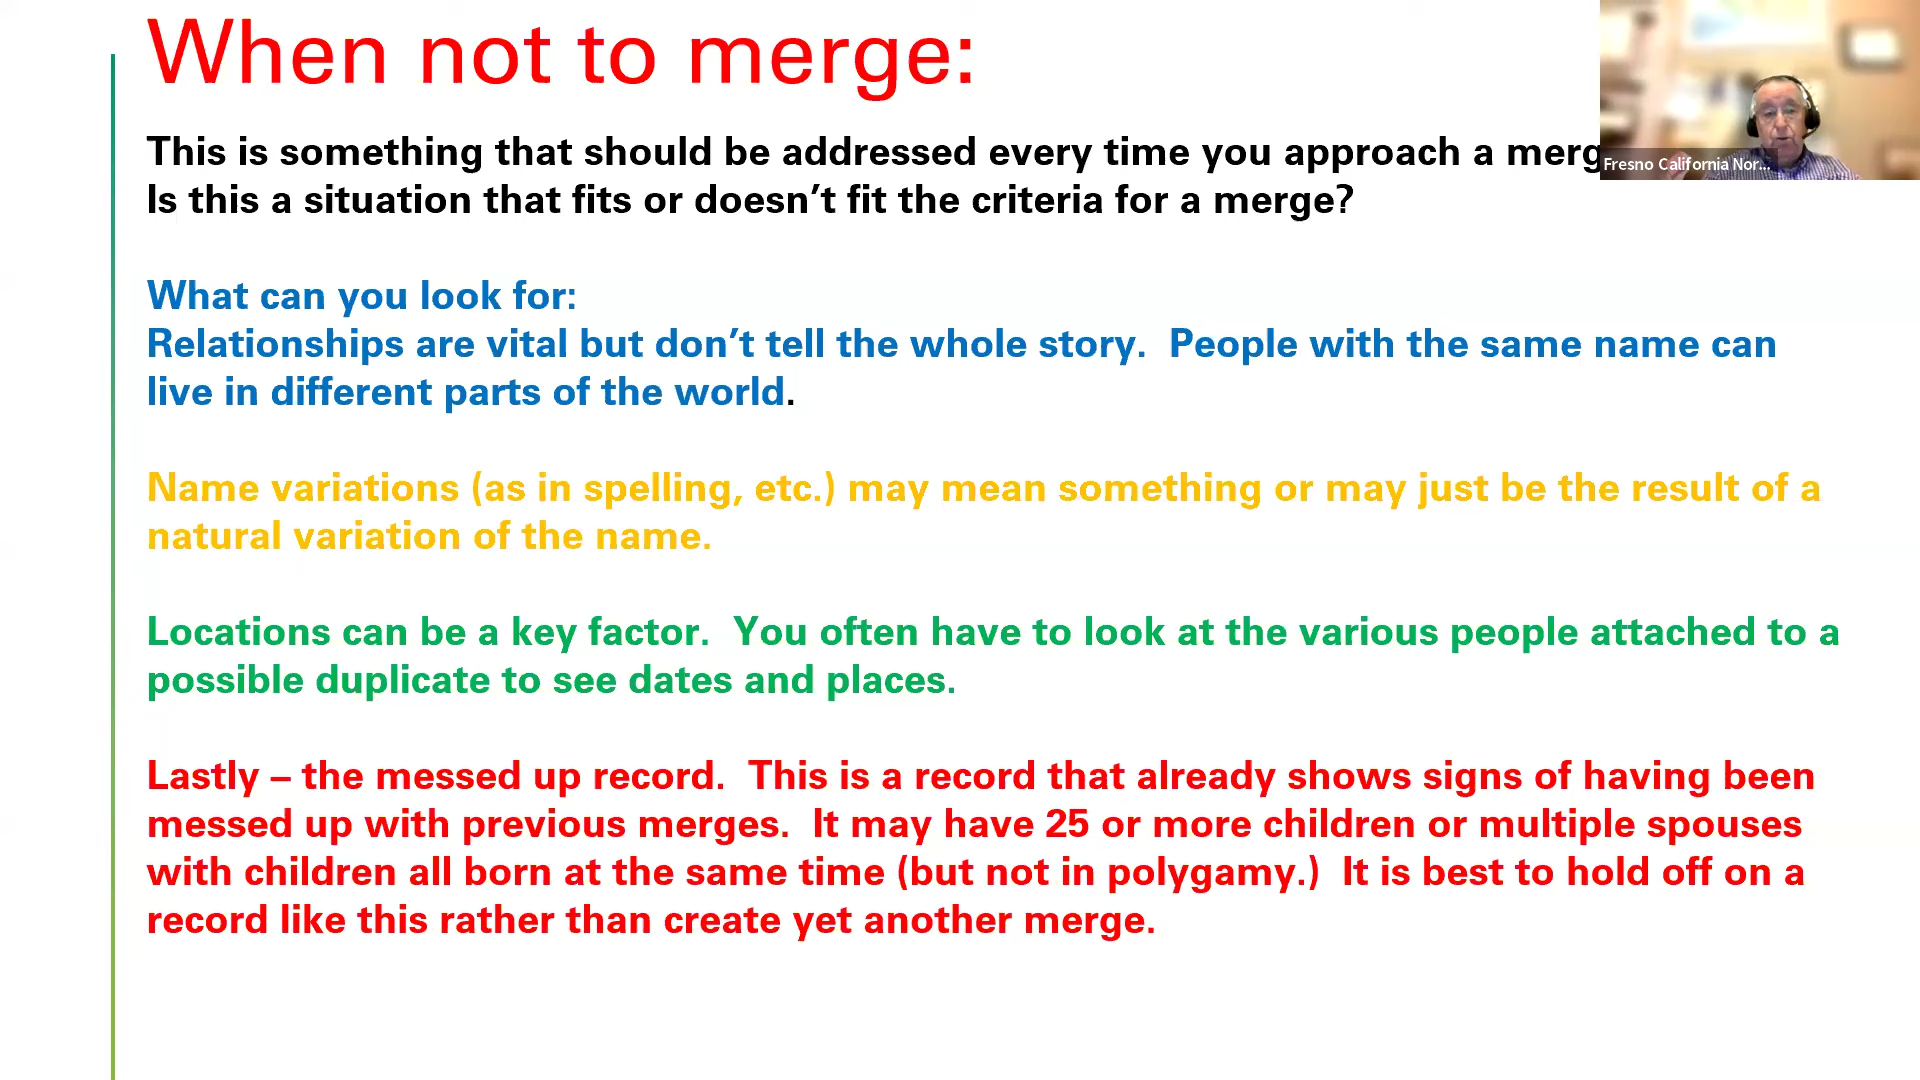 When not to merge:
This is something that should be addressed every time you approach a
Is this a situation that fits or doesn’t fit the criteria for a merge?
What can you look for:
Relationships are vital but don’t tell the whole story.  People with the same name can
live in different parts of the world.
Name variations (as in spelling, etc.) may mean something or may just be the result of a
natural variation of the name.
Locations can be a key factor.  You often have to look at the various people attached to a
possible duplicate to see dates and places.
Lastly – the messed up record.  This is a record that already shows signs of having been
messed up with previous merges.  It may have 25 or more children or multiple spouses
with children all born at the same time (but not in polygamy.)  It is best to hold off on a
record like this rather than create yet another merge.
Fresno California Nor...